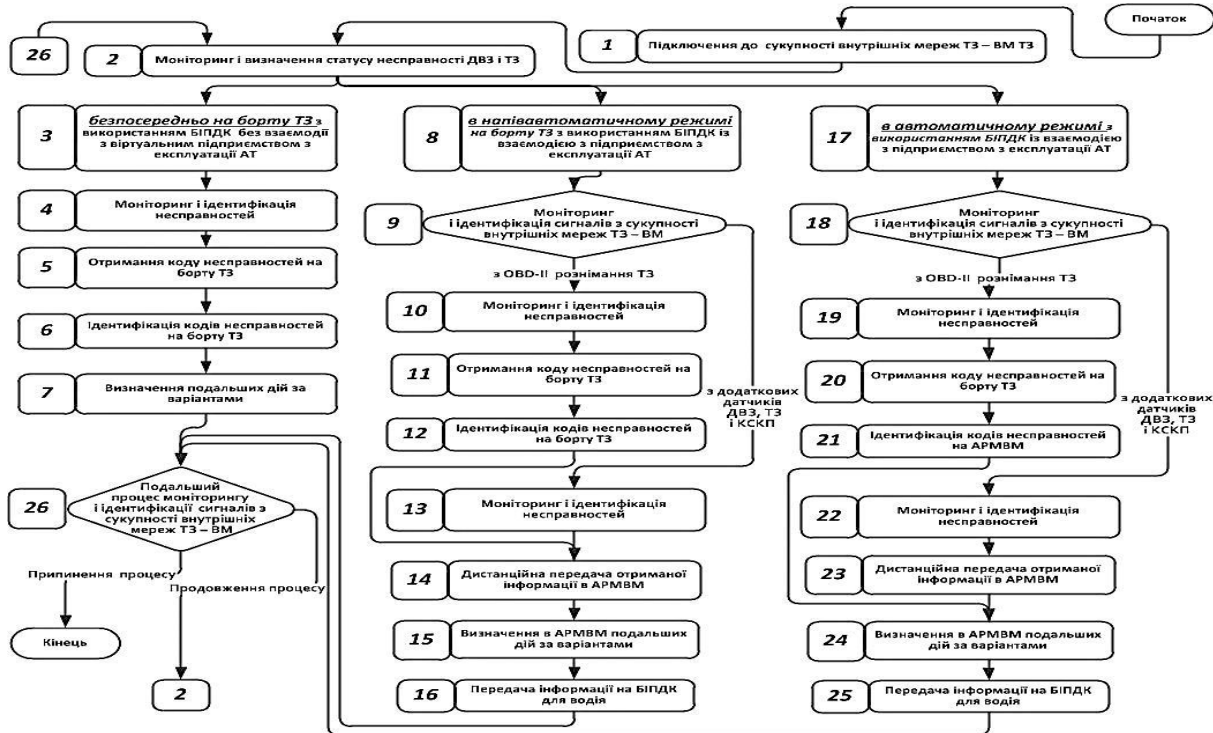 Початок
26
2
Моніторинг і визначення статусу несправності ДВЗ і ТЗ
1
Підключення до сукупності внутрішніх мереж ТЗ – ВМ ТЗ
3
безпосередньо на борту ТЗ з
використанням БІПДК без взаємодії
з віртуальним підприємством з
експлуатації АТ
4
Моніторинг і ідентифікація
несправностей
5
Отримання коду несправностей на
борту ТЗ
6
Ідентифікація кодів несправностей
на борту ТЗ
7
Визначення подальших дій за
варіантами
26
Подальший
процес моніторингу
і ідентифікації сигналів з
сукупності внутрішніх
мереж ТЗ – ВМ
Припинення процесу
Продовження процесу
Кінець
2
8
в напівавтоматичному режимі
на борту ТЗ з використанням БІПДК із
взаємодією з підприємством з
експлуатації АТ
9
Моніторинг
і ідентифікація сигналів з сукупності
внутрішніх мереж ТЗ – ВМ
з OBD-II рознімання ТЗ
10
Моніторинг і ідентифікація
несправностей
11
Отримання коду несправностей на
борту ТЗ
12
Ідентифікація кодів несправностей
на борту ТЗ
з додаткових
датчиків
ДВЗ, ТЗ
і КСКП
13
Моніторинг і ідентифікація
несправностей
14
Дистанційна передача отриманої
інформації в АРМВМ
15
Визначення в АРМВМ подальших
дій за варіантами
16
Передача інформації на БІПДК
для водія
17
в автоматичному режимі з
використанням БІПДК із взаємодією
з підприємством з експлуатації АТ
18
Моніторинг
і ідентифікація сигналів з сукупності
внутрішніх мереж ТЗ – ВМ
з OBD-II рознімання ТЗ
19
Моніторинг і ідентифікація
несправностей
20
Отримання коду несправностей на
борту ТЗ
21
Ідентифікація кодів несправностей
на АРМВМ
з додаткових
датчиків
ДВЗ, ТЗ
і КСКП
22
Моніторинг і ідентифікація
несправностей
23
Дистанційна передача отриманої
інформації в АРМВМ
24
Визначення в АРМВМ подальших
дій за варіантами
25
Передача інформації на БІПДК
для водія